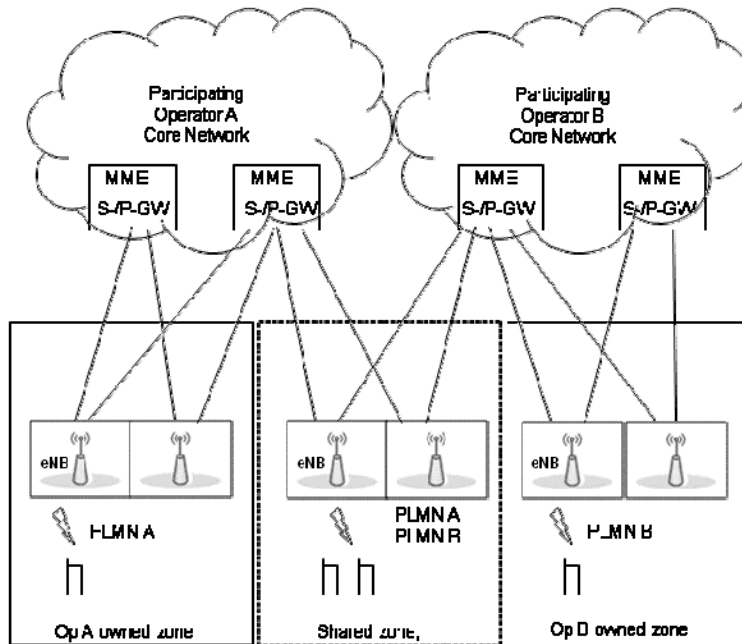 Participating
Operator A
Core Network
Participating
Operator B
Core Network
MME
S-/P-GW
MME
S-/P-GW
MME
S-/P-GW
MME
S-/P-GW
eNB
eNB
eNB
PLMN A
PLMN A
PLMN B
PLMN B
Op A owned zone
Shared zone,
Op D owned zone